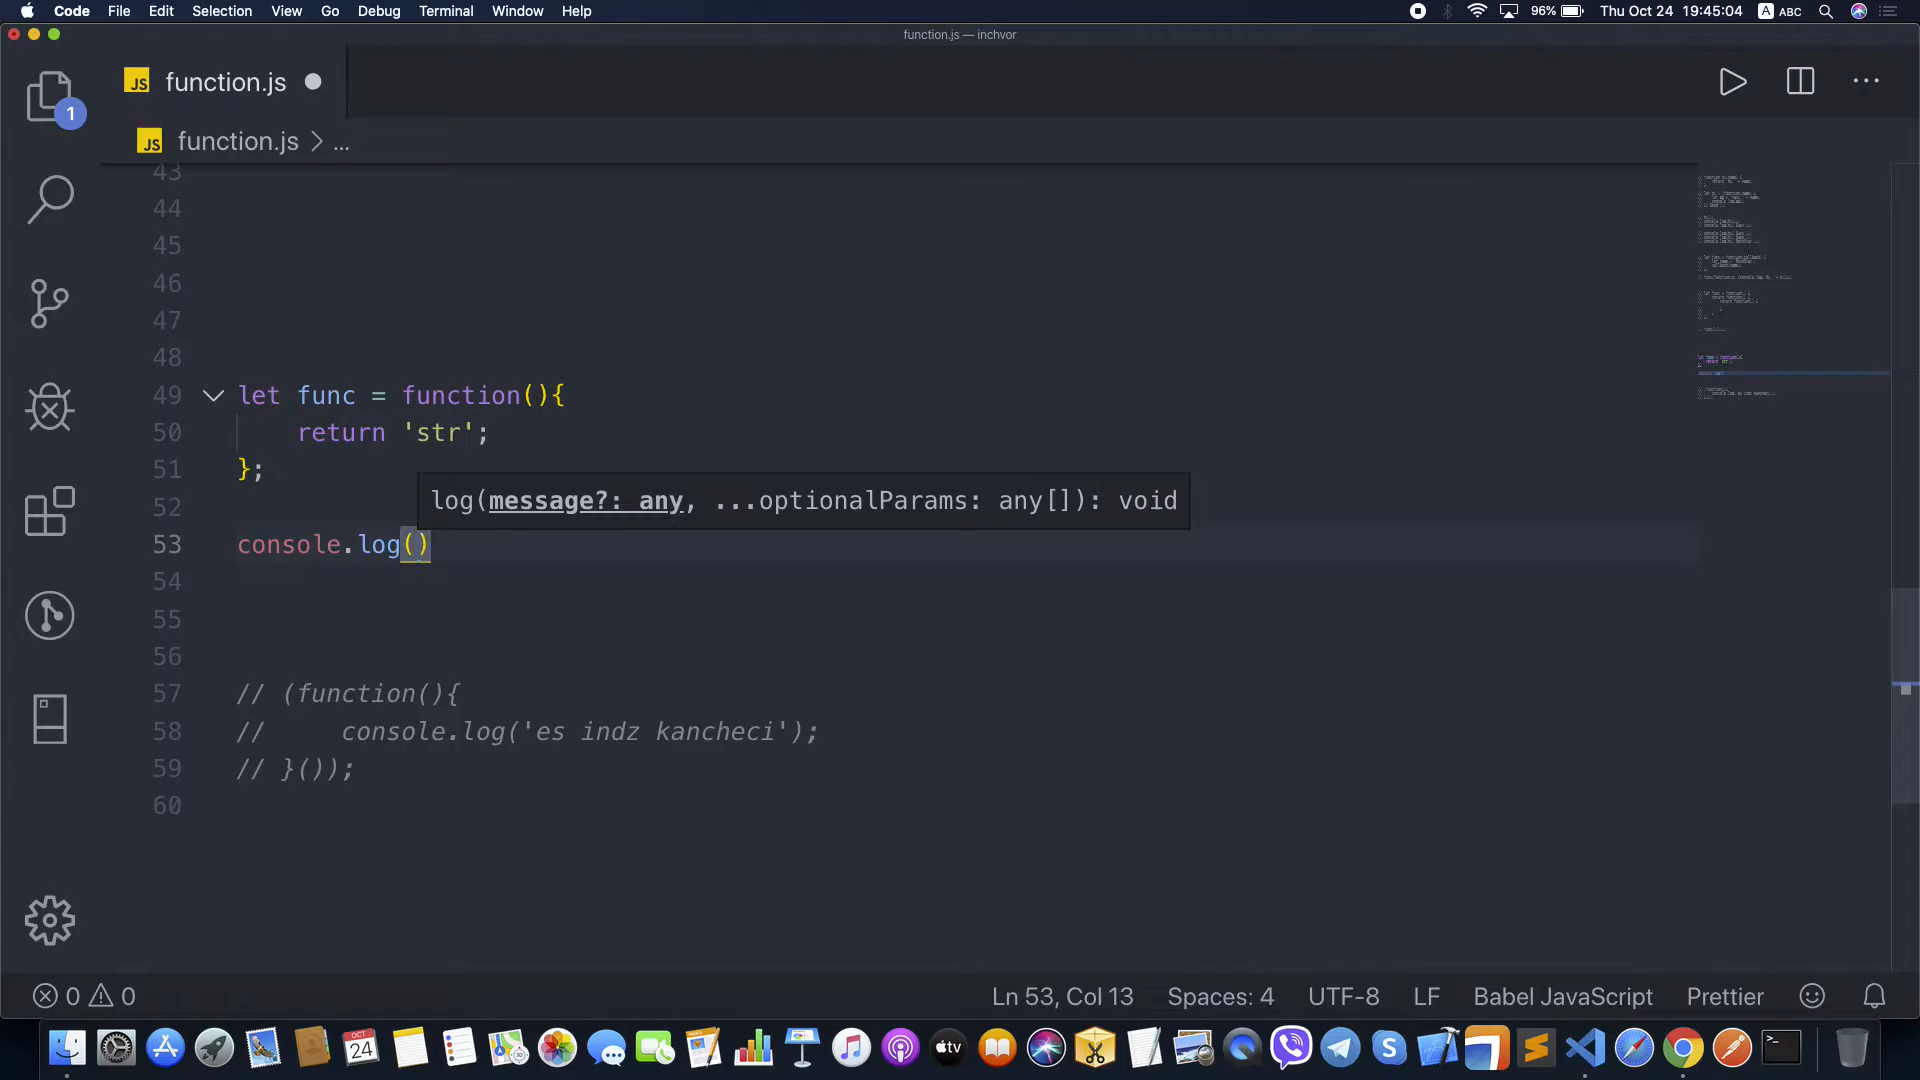 Code File Edit Selection View Go Debug Terminal Window Help 96% Thu Oct 24 19:45:04 A ABC
function.js — inchvor
JS function.js
1
JS function.js > ...
43
44
45
46
47
48
49 let func = function(){
50 return 'str';
51 };
log(message?: any, ...optionalParams: any[]): void
52
53 console.log()
54
55
56
57 // (function(){
58 // console.log('es indz kancheci');
59 // }());
60
0 0 Ln 53, Col 13 Spaces: 4 UTF-8 LF Babel JavaScript Prettier
OCT
24
tv